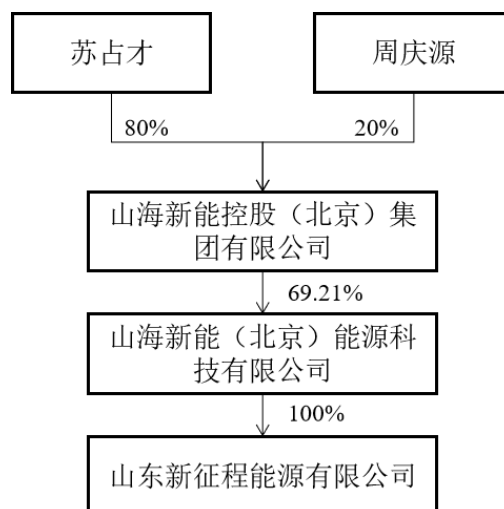 苏占才
周庆源
80%
20%
山海新能控股（北京）集
团有限公司
69.21%
山海新能（北京）能源科
技有限公司
100%
山东新征程能源有限公司